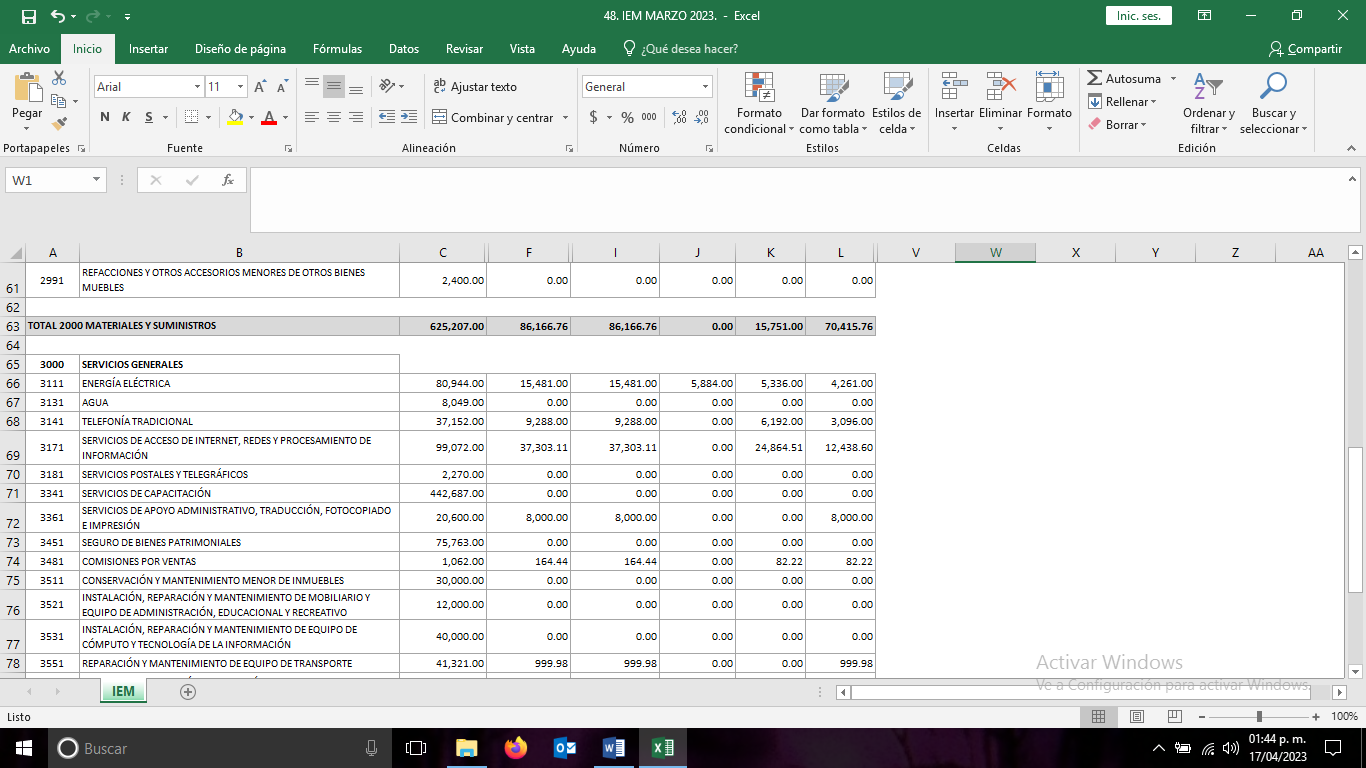 48. IEM MARZO 2023. - Excel
Inic. ses.
Archivo Inicio Insertar Diseño de página Fórmulas Datos Revisar Vista Ayuda ¿Qué desea hacer? Compartir
Pegar
Portapapeles
Arial 11
N K S
Fuente
Ajustar texto
Combinar y centrar
Alineación
General
$ % 000
Número
Formato condicional
Dar formato como tabla
Estilos de celda
Estilos
Insertar Eliminar Formato
Celdas
Autosuma
Rellenar
Borrar
Ordenar y filtrar
Buscar y seleccionar
Edición
W1 fx
A B C F I J K L V W X Y Z AA
61 2991 REFACCIONES Y OTROS ACCESORIOS MENORES DE OTROS BIENES MUEBLES 2,400.00 0.00 0.00 0.00 0.00 0.00
62
63 TOTAL 2000 MATERIALES Y SUMINISTROS 625,207.00 86,166.76 86,166.76 0.00 15,751.00 70,415.76
64
65 3000 SERVICIOS GENERALES
66 3111 ENERGÍA ELÉCTRICA 80,944.00 15,481.00 15,481.00 5,884.00 5,336.00 4,261.00
67 3131 AGUA 8,049.00 0.00 0.00 0.00 0.00 0.00
68 3141 TELEFONÍA TRADICIONAL 37,152.00 9,288.00 9,288.00 0.00 6,192.00 3,096.00
69 3171 SERVICIOS DE ACCESO DE INTERNET, REDES Y PROCESAMIENTO DE INFORMACIÓN 99,072.00 37,303.11 37,303.11 0.00 24,864.51 12,438.60
70 3181 SERVICIOS POSTALES Y TELEGRÁFICOS 2,270.00 0.00 0.00 0.00 0.00 0.00
71 3341 SERVICIOS DE CAPACITACIÓN 442,687.00 0.00 0.00 0.00 0.00 0.00
72 3361 SERVICIOS DE APOYO ADMINISTRATIVO, TRADUCCIÓN, FOTOCOPIADO E IMPRESIÓN 20,600.00 8,000.00 8,000.00 0.00 0.00 8,000.00
73 3451 SEGURO DE BIENES PATRIMONIALES 75,763.00 0.00 0.00 0.00 0.00 0.00
74 3481 COMISIONES POR VENTAS 1,062.00 164.44 164.44 0.00 82.22 82.22
75 3511 CONSERVACIÓN Y MANTENIMIENTO MENOR DE INMUEBLES 30,000.00 0.00 0.00 0.00 0.00 0.00
76 3521 INSTALACIÓN, REPARACIÓN Y MANTENIMIENTO DE MOBILIARIO Y EQUIPO DE ADMINISTRACIÓN, EDUCACIONAL Y RECREATIVO 12,000.00 0.00 0.00 0.00 0.00 0.00
77 3531 INSTALACIÓN, REPARACIÓN Y MANTENIMIENTO DE EQUIPO DE CÓMPUTO Y TECNOLOGÍA DE LA INFORMACIÓN 40,000.00 0.00 0.00 0.00 0.00 0.00
78 3551 REPARACIÓN Y MANTENIMIENTO DE EQUIPO DE TRANSPORTE 41,321.00 999.98 999.98 0.00 0.00 999.98
Activar Windows
Ve a Configuración para activar Windows.
IEM
Listo
100%
Buscar
01:44 p. m.
17/04/2023